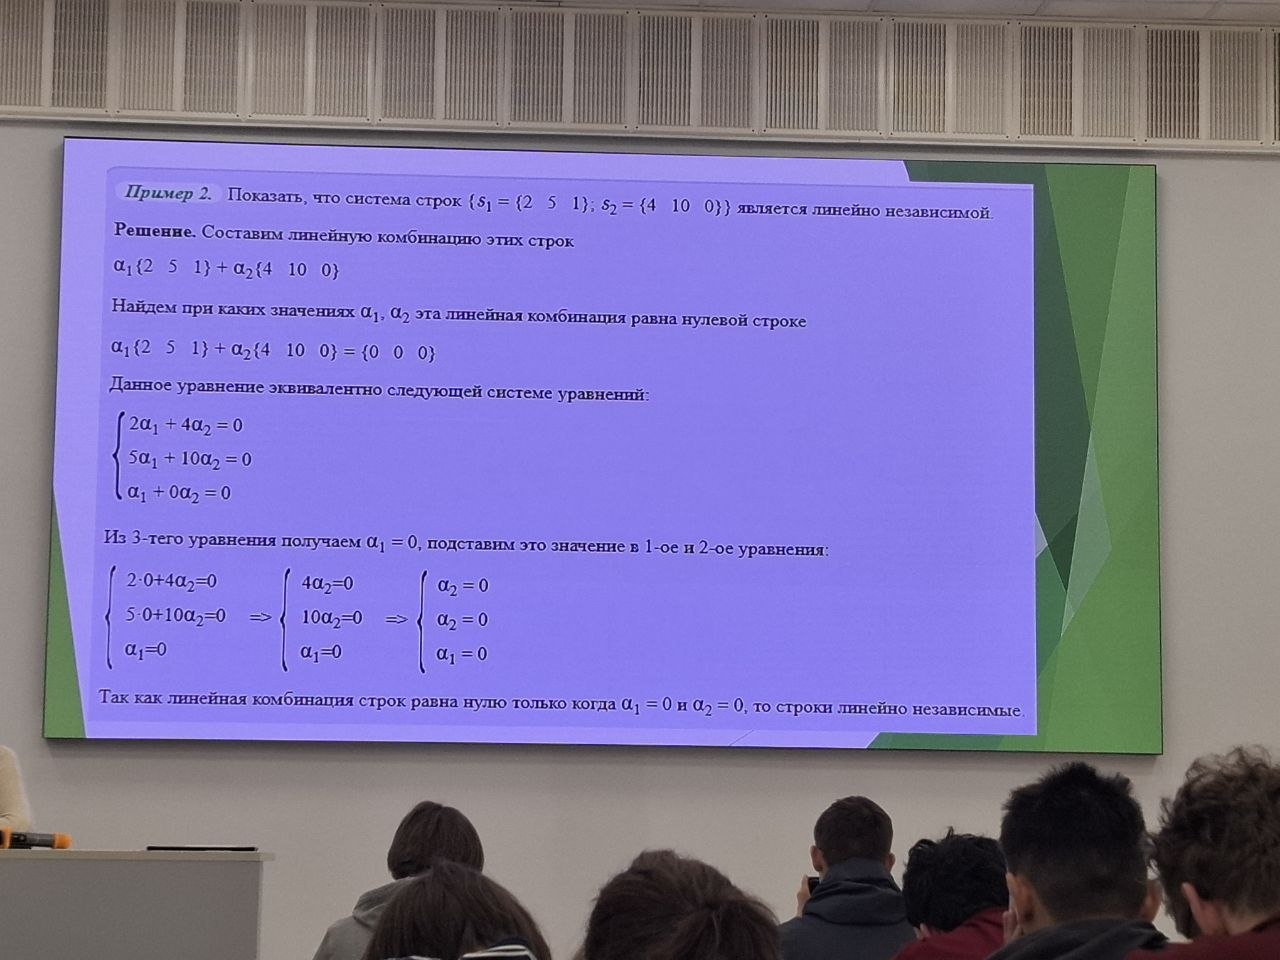 Пример 2. Показать, что система строк {s₁ = {2 5 1}; s₂ = {4 10 0}} является линейно независимой.
Решение. Составим линейную комбинацию этих строк
α₁{2 5 1} + α₂{4 10 0}
Найдем при каких значениях α₁, α₂ эта линейная комбинация равна нулевой строке
α₁{2 5 1} + α₂{4 10 0} = {0 0 0}
Данное уравнение эквивалентно следующей системе уравнений:
2α₁ + 4α₂ = 0
5α₁ + 10α₂ = 0
α₁ + 0α₂ = 0
Из 3-тего уравнения получаем α₁ = 0, подставим это значение в 1-ое и 2-ое уравнения:
2·0+4α₂=0 4α₂=0 α₂ = 0
5·0+10α₂=0 => 10α₂=0 => α₂ = 0
α₁=0 α₁=0 α₁ = 0
Так как линейная комбинация строк равна нулю только когда α₁ = 0 и α₂ = 0, то строки линейно независимые.